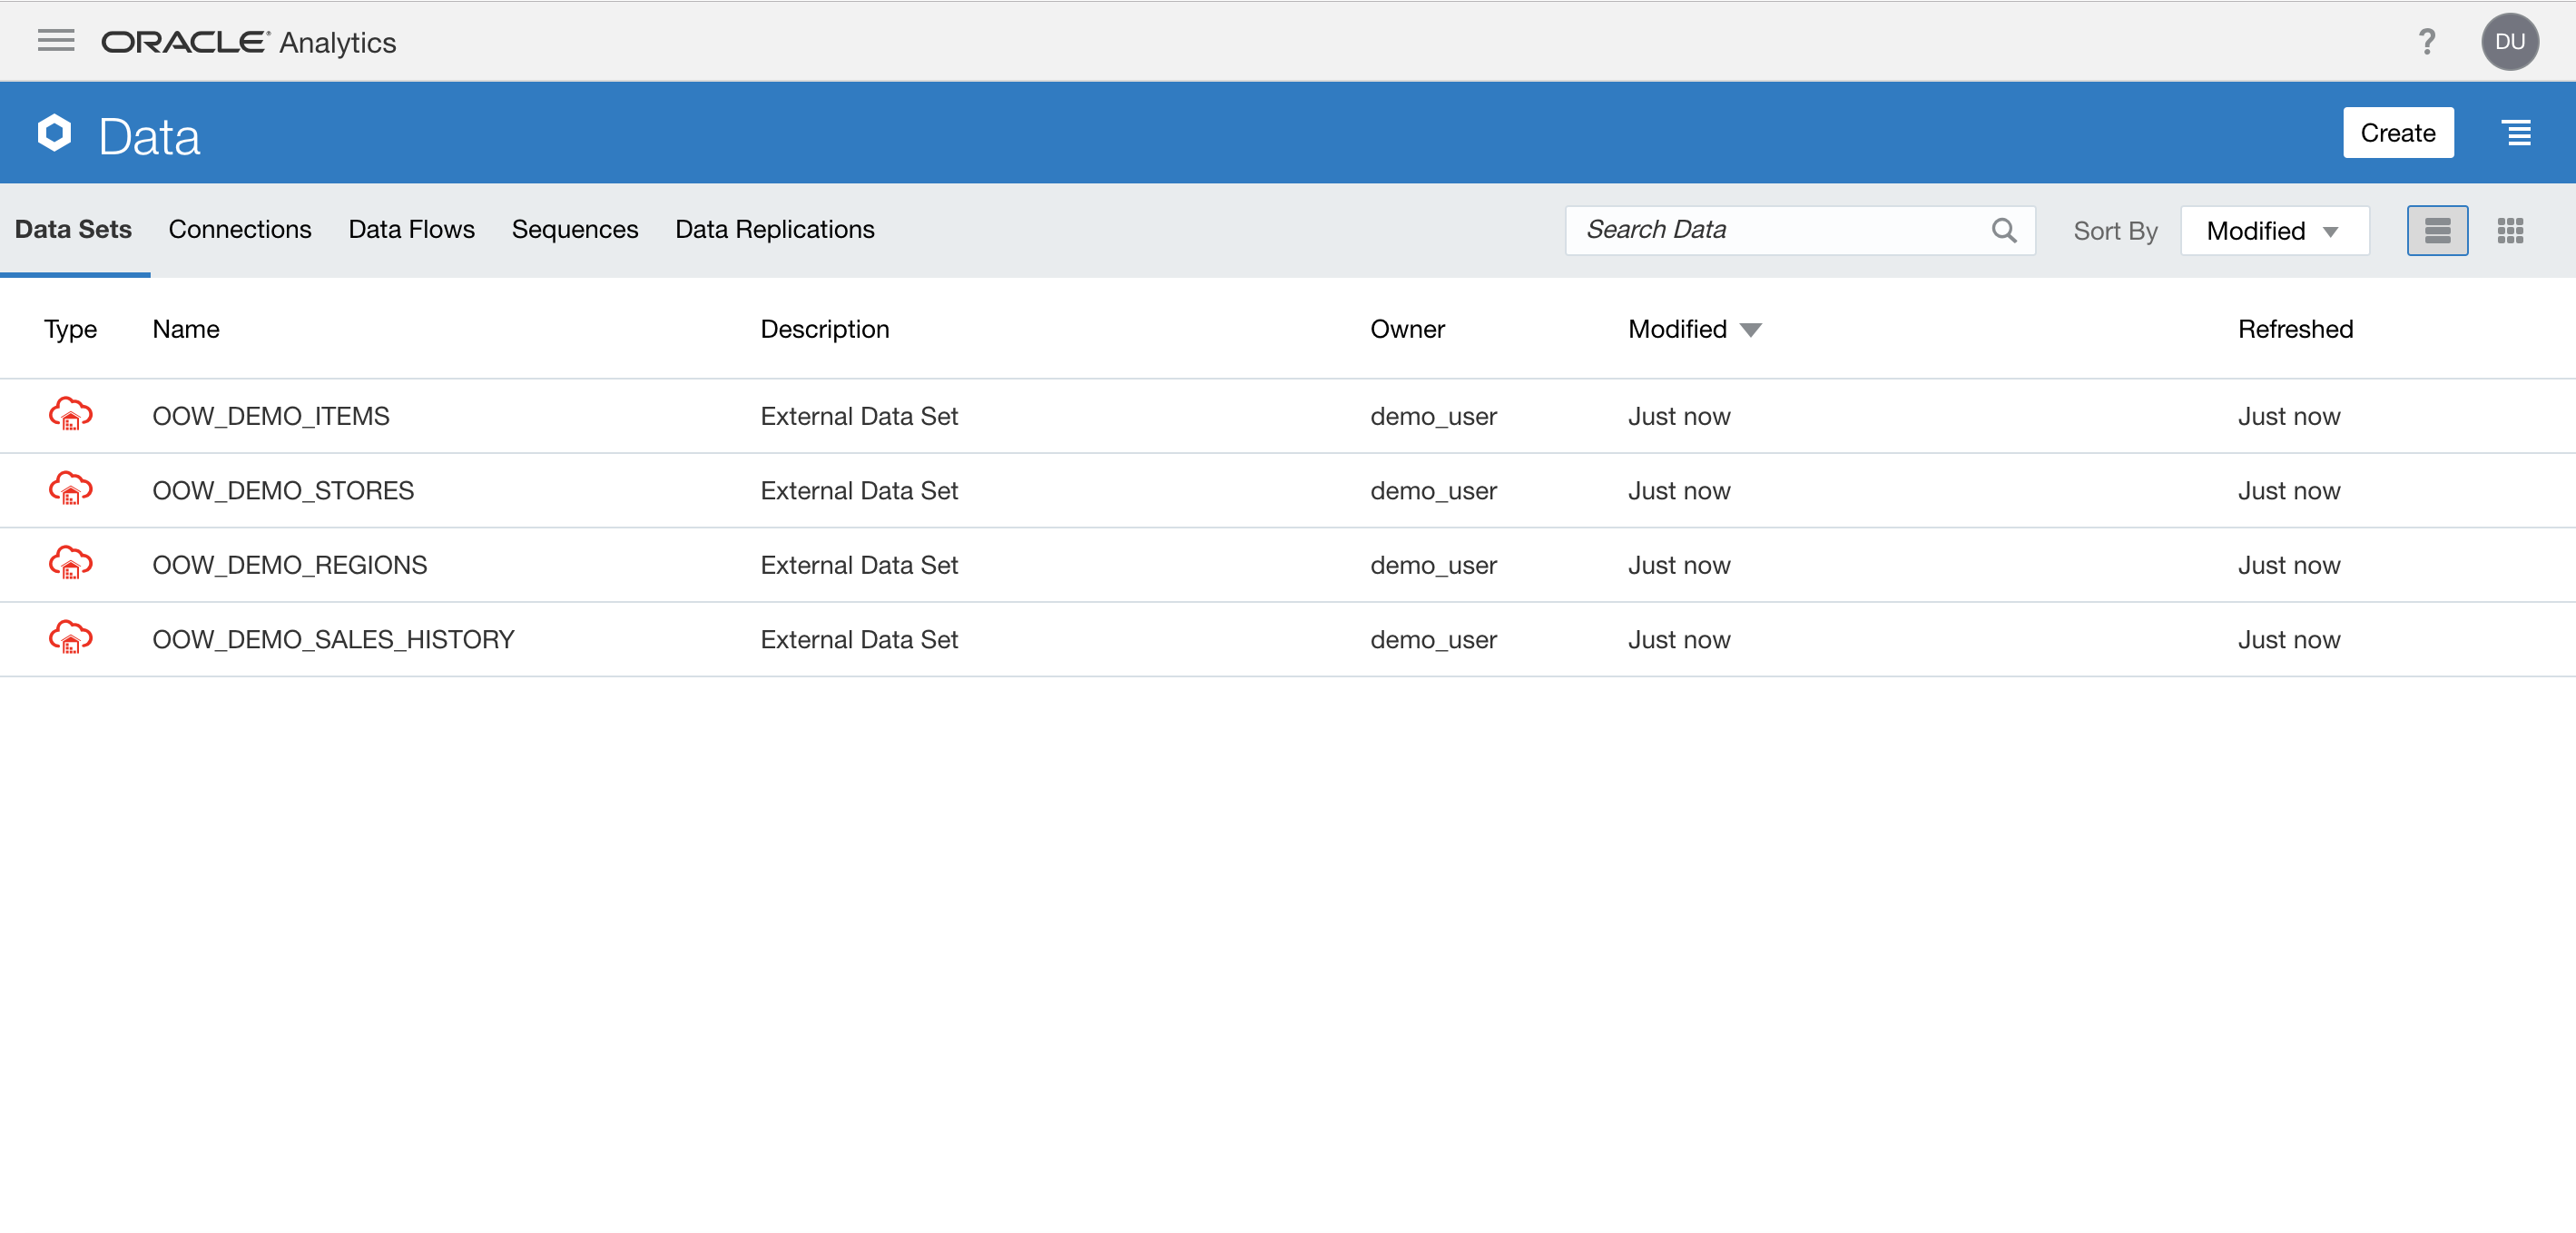 ORACLE Analytics ? DU
Data Create
Data Sets Connections Data Flows Sequences Data Replications Search Data Sort By Modified
Type Name Description Owner Modified Refreshed
OOW_DEMO_ITEMS External Data Set demo_user Just now Just now
OOW_DEMO_STORES External Data Set demo_user Just now Just now
OOW_DEMO_REGIONS External Data Set demo_user Just now Just now
OOW_DEMO_SALES_HISTORY External Data Set demo_user Just now Just now